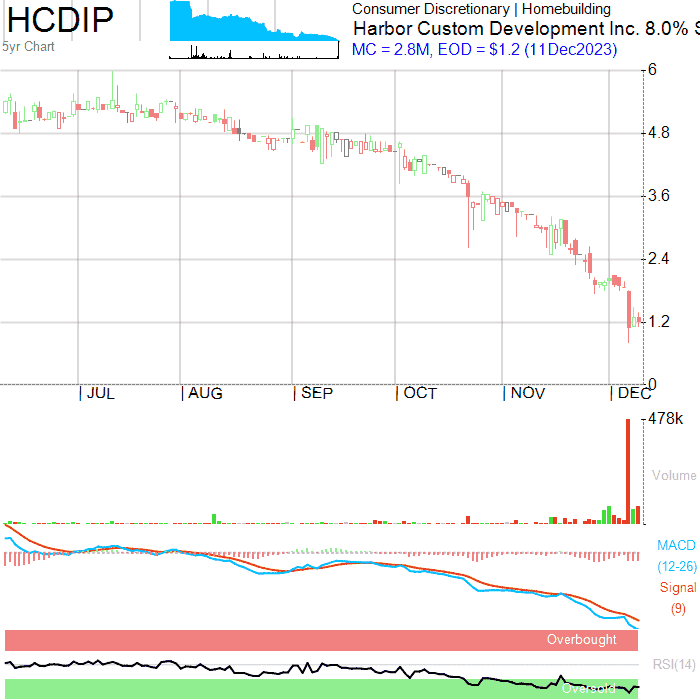 HCDIP
5yr Chart
Consumer Discretionary | Homebuilding
Harbor Custom Development Inc. 8.0% S
MC = 2.8M, EOD = $1.2 (11Dec2023)
6
4.8
3.6
2.4
1.2
0
JUL AUG SEP OCT NOV DEC
478k
Volume
MACD
(12-26)
Signal
(9)
Overbought
RSI(14)
Oversold